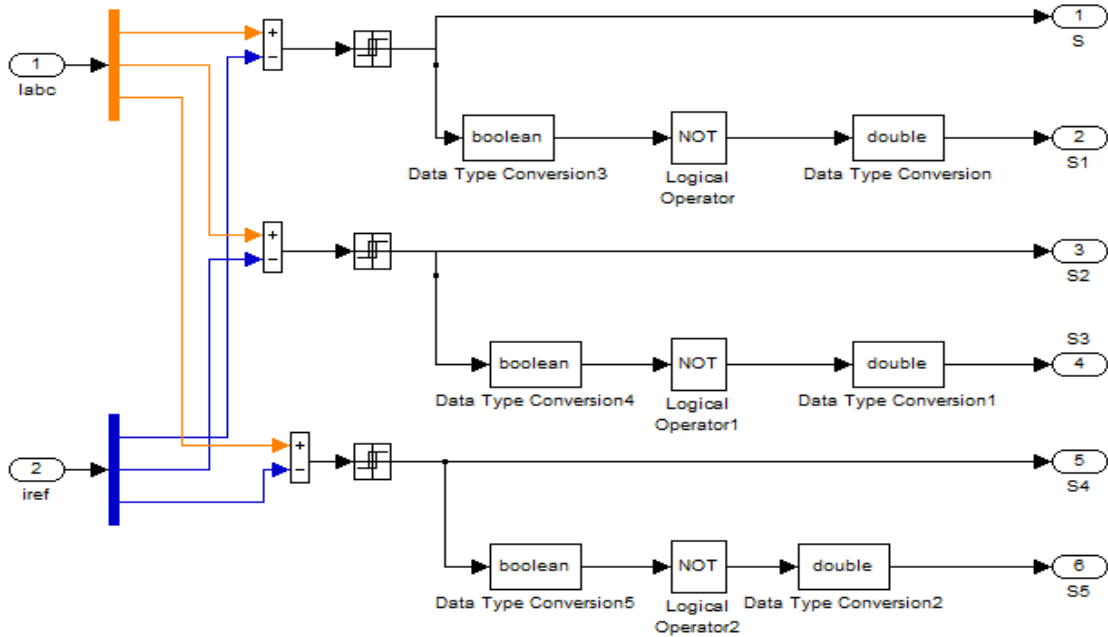 1
Iabc
+
−
1
S
boolean
Data Type Conversion3
NOT
Logical
Operator
double
Data Type Conversion
2
S1
+
−
3
S2
boolean
Data Type Conversion4
NOT
Logical
Operator1
double
Data Type Conversion1
S3
4
2
iref
+
−
5
S4
boolean
Data Type Conversion5
NOT
Logical
Operator2
double
Data Type Conversion2
6
S5